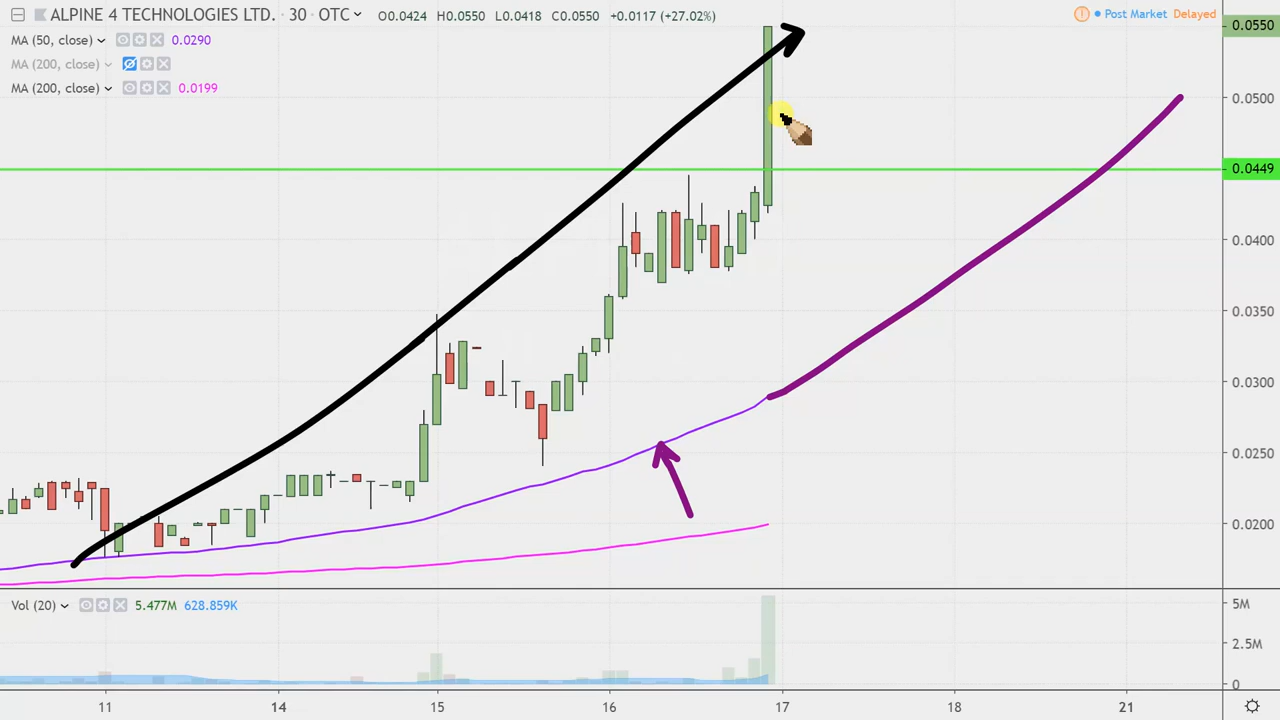 ALPINE 4 TECHNOLOGIES LTD. · 30 · OTC O0.0424 H0.0550 L0.0418 C0.0550 +0.0117 (+27.02%) ! Post Market Delayed
0.0550
MA (50, close) 0.0290
MA (200, close)
MA (200, close) 0.0199
0.0500
0.0449
0.0400
0.0350
0.0300
0.0250
0.0200
Vol (20) 5.477M 628.859K
5M
2.5M
0
11 14 15 16 17 18 21